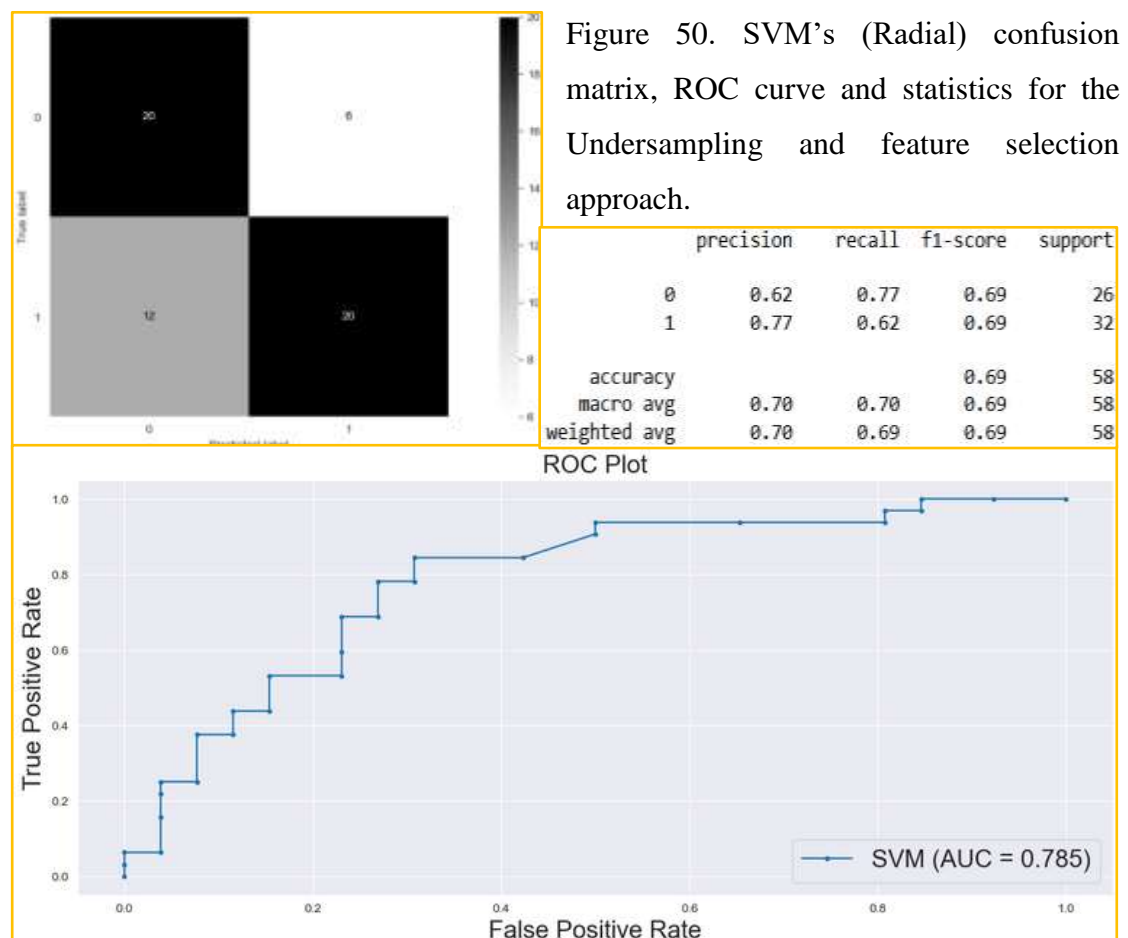 Figure 50. SVM's (Radial) confusion
matrix, ROC curve and statistics for the
Undersampling and feature selection
approach.
20
18
16
14
12
10
8
6
0
20
6
True label
1
12
20
0
1
precision recall f1-score support
0 0.62 0.77 0.69 26
1 0.77 0.62 0.69 32
accuracy 0.69 58
macro avg 0.70 0.70 0.69 58
weighted avg 0.70 0.69 0.69 58
ROC Plot
True Positive Rate
1.0
0.8
0.6
0.4
0.2
0.0
SVM (AUC = 0.785)
0.0 0.2 0.4 0.6 0.8 1.0
False Positive Rate